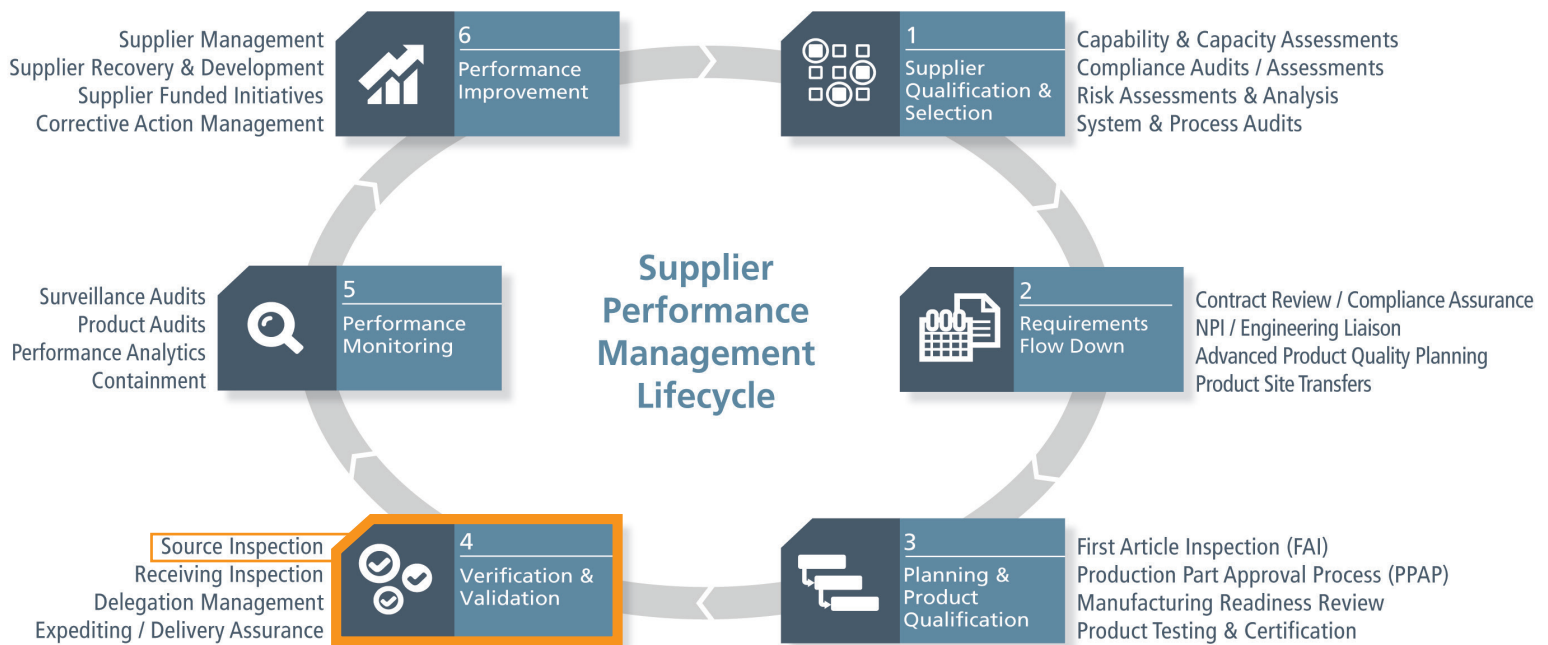 Supplier Management
Supplier Recovery & Development
Supplier Funded Initiatives
Corrective Action Management
6
Performance
Improvement
1
Supplier
Qualification &
Selection
Capability & Capacity Assessments
Compliance Audits / Assessments
Risk Assessments & Analysis
System & Process Audits
Surveillance Audits
Product Audits
Performance Analytics
Containment
5
Performance
Monitoring
Supplier
Performance
Management
Lifecycle
2
Requirements
Flow Down
Contract Review / Compliance Assurance
NPI / Engineering Liaison
Advanced Product Quality Planning
Product Site Transfers
Source Inspection
Receiving Inspection
Delegation Management
Expediting / Delivery Assurance
4
Verification &
Validation
3
Planning &
Product
Qualification
First Article Inspection (FAI)
Production Part Approval Process (PPAP)
Manufacturing Readiness Review
Product Testing & Certification